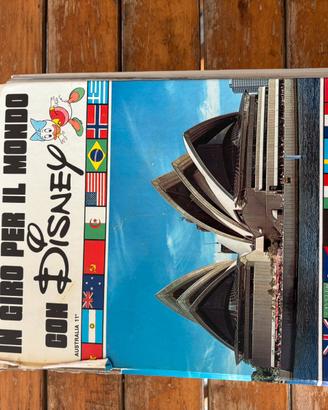 IN GIRO PER IL MONDO
CON DISNEY
AUSTRALIA 11°